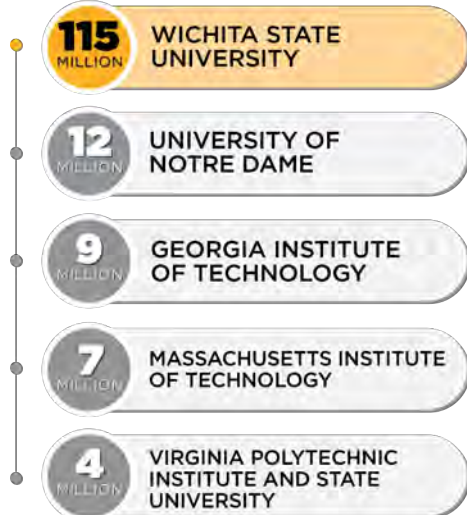 115
MILLION
WICHITA STATE
UNIVERSITY
12
MILLION
UNIVERSITY OF
NOTRE DAME
9
MILLION
GEORGIA INSTITUTE
OF TECHNOLOGY
7
MILLION
MASSACHUSETTS INSTITUTE
OF TECHNOLOGY
4
MILLION
VIRGINIA POLYTECHNIC
INSTITUTE AND STATE
UNIVERSITY